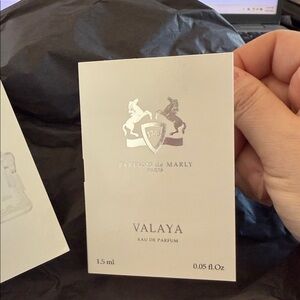 PARFUMS de MARLY
PARIS
VALAYA
EAU DE PARFUM
1.5 ml 0.05 fl.Oz